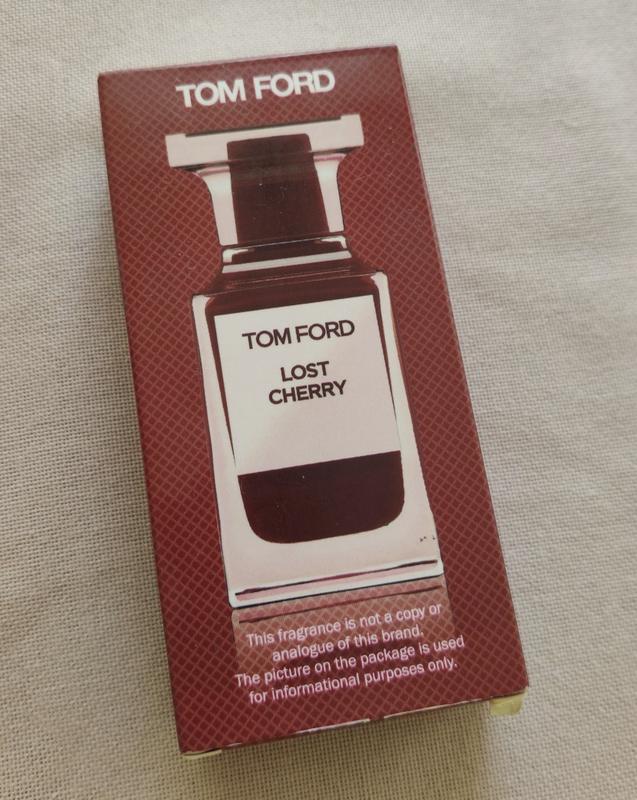 TOM FORD
TOM FORD
LOST
CHERRY
This fragrance is not a copy or
analogue of this brand.
The picture on the package is used
for informational purposes only.